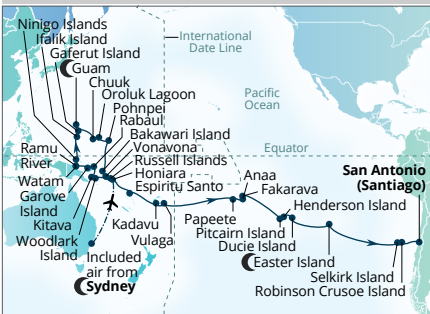 Ninigo Islands
Ifalik Island
Gaferut Island
Guam
Chuuk
Oroluk Lagoon
Pohnpei
Rabaul
Bakawari Island
Vonavona
Russell Islands
Honiara
Espiritu Santo
Ramu
River
Watam
Garove
Island
Kitava
Woodlark
Island
Kadavu
Vulaga
Included
air from
Sydney
International
Date Line
Pacific
Ocean
Equator
Anaa
Fakarava
Papeete
Pitcairn Island
Ducie Island
Henderson Island
Easter Island
Selkirk Island
Robinson Crusoe Island
San Antonio
(Santiago)